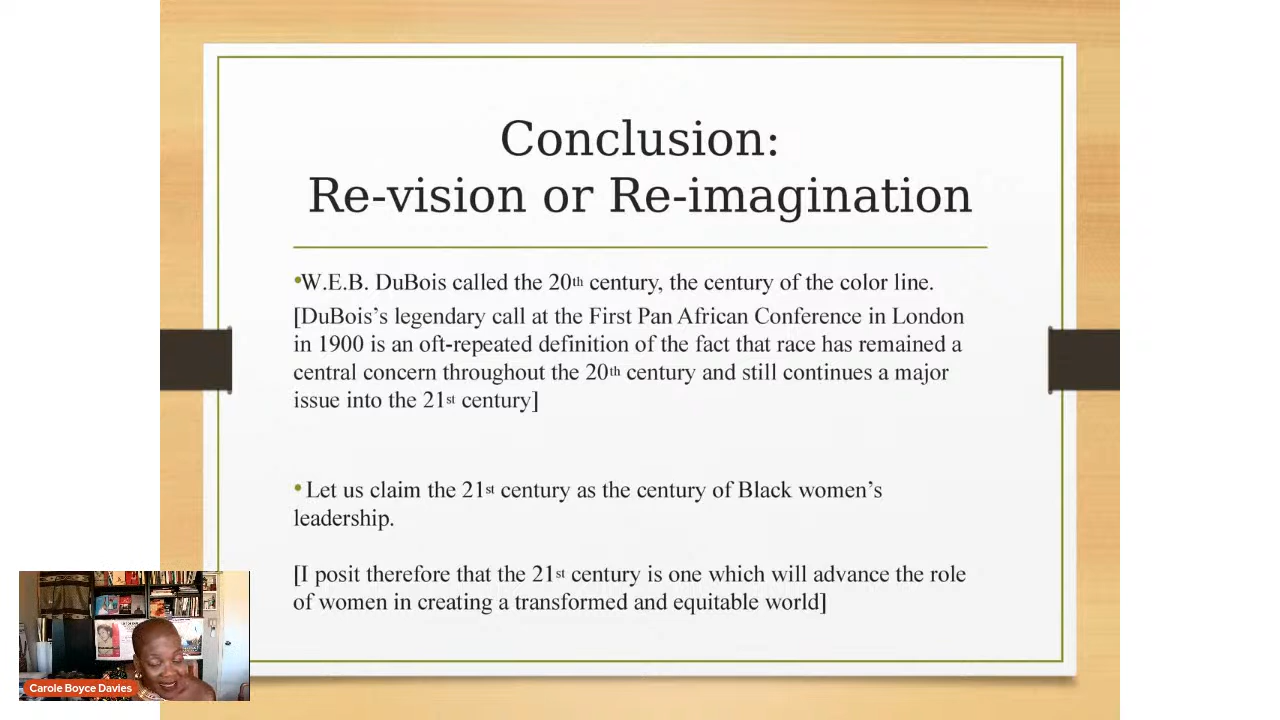 Conclusion:
Re-vision or Re-imagination
•W.E.B. DuBois called the 20th century, the century of the color line.
[DuBois’s legendary call at the First Pan African Conference in London
in 1900 is an oft-repeated definition of the fact that race has remained a
central concern throughout the 20th century and still continues a major
issue into the 21st century]
• Let us claim the 21st century as the century of Black women’s
leadership.
[I posit therefore that the 21st century is one which will advance the role
of women in creating a transformed and equitable world]
Carole Boyce Davies